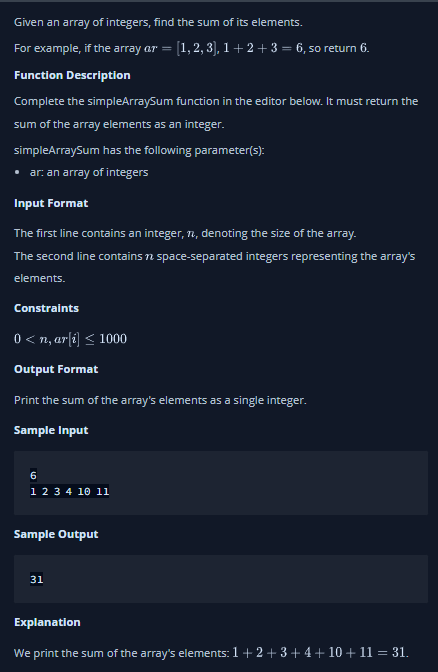 Given an array of integers, find the sum of its elements.
For example, if the array ar = [1, 2, 3], 1 + 2 + 3 = 6, so return 6.
Function Description
Complete the simpleArraySum function in the editor below. It must return the
sum of the array elements as an integer.
simpleArraySum has the following parameter(s):
• ar: an array of integers
Input Format
The first line contains an integer, n, denoting the size of the array.
The second line contains n space-separated integers representing the array's
elements.
Constraints
0 < n, ar[i] ≤ 1000
Output Format
Print the sum of the array's elements as a single integer.
Sample Input
6
1 2 3 4 10 11
Sample Output
31
Explanation
We print the sum of the array's elements: 1 + 2 + 3 + 4 + 10 + 11 = 31.